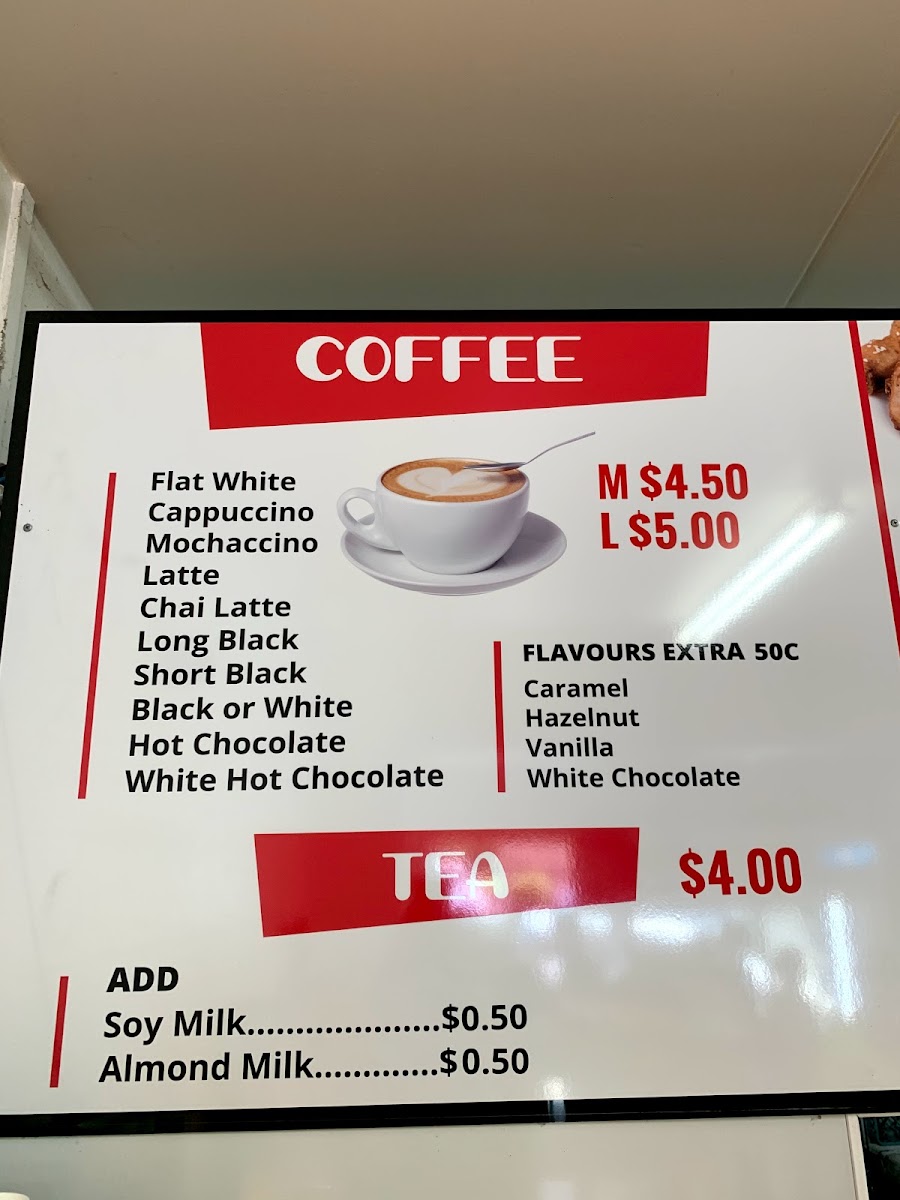 COFFEE
Flat White
Cappuccino
Mochaccino
Latte
Chai Latte
Long Black
Short Black
Black or White
Hot Chocolate
White Hot Chocolate
M $4.50
L $5.00
FLAVOURS EXTRA 50C
Caramel
Hazelnut
Vanilla
White Chocolate
TEA
$4.00
ADD
Soy Milk....................$0.50
Almond Milk.............$0.50